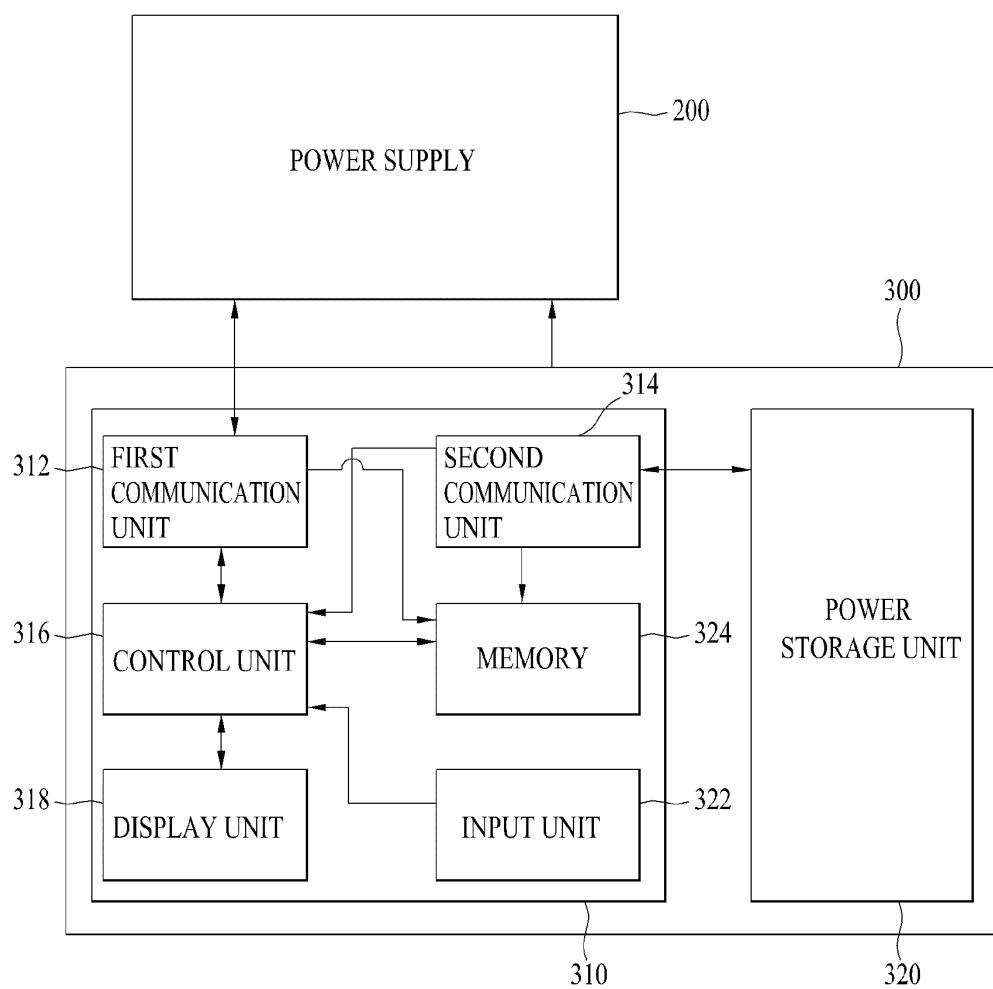 200
POWER SUPPLY
300
314
312
FIRST
COMMUNICATION
UNIT
SECOND
COMMUNICATION
UNIT
316
CONTROL UNIT
324
MEMORY
POWER
STORAGE UNIT
318
DISPLAY UNIT
322
INPUT UNIT
310
320